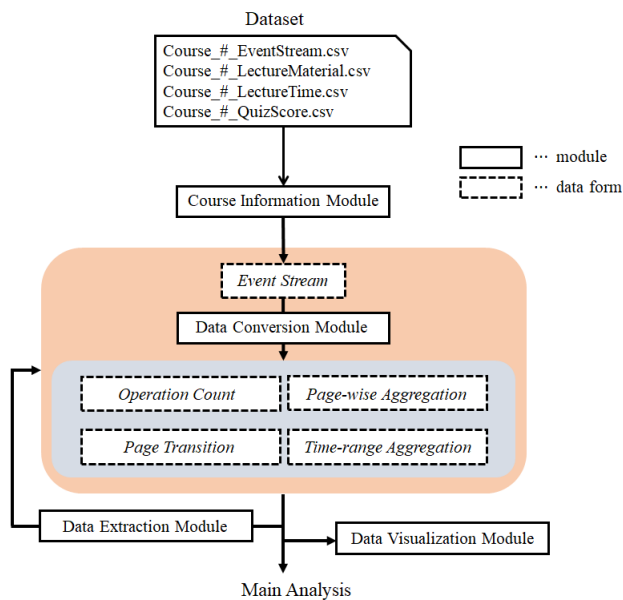 Dataset
Course_#_EventStream.csv
Course_#_LectureMaterial.csv
Course_#_LectureTime.csv
Course_#_QuizScore.csv
··· module
··· data form
Course Information Module
Event Stream
Data Conversion Module
Operation Count
Page-wise Aggregation
Page Transition
Time-range Aggregation
Data Extraction Module
Data Visualization Module
Main Analysis